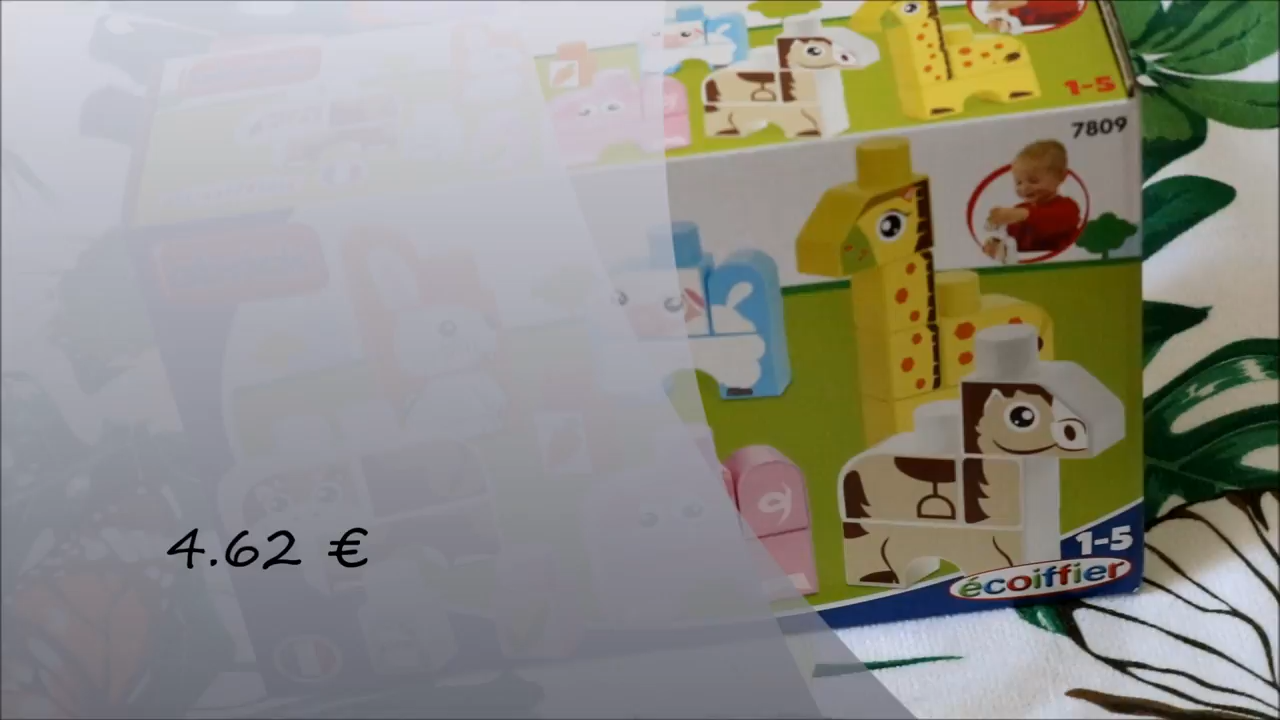 1-5
7809
4.62 €
1-5
écoiffier